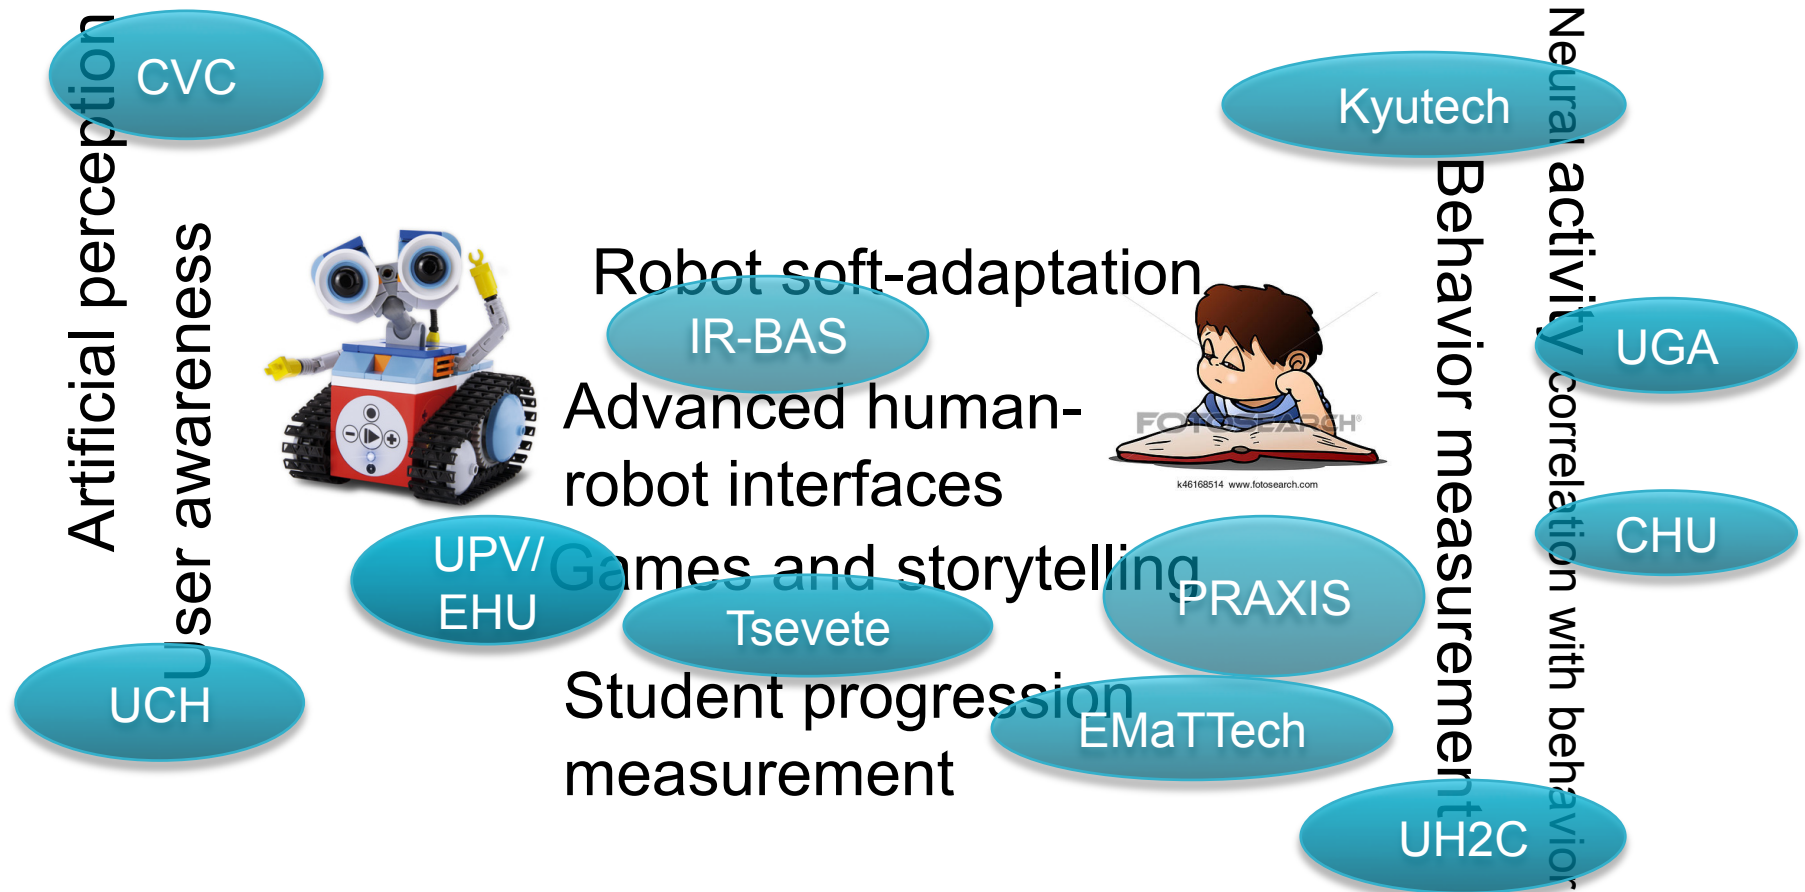 Artificial perception
User awareness
CVC
UCH
Robot soft-adaptation
IR-BAS
Advanced human-
robot interfaces
UPV/
EHU
Games and storytelling
Tsevete
PRAXIS
Student progression
measurement
EMaTTech
FOTOSEARCH®
k46168514 www.fotosearch.com
Kyutech
Behavior measurement
Neural activity correlation with behavior
UGA
CHU
UH2C